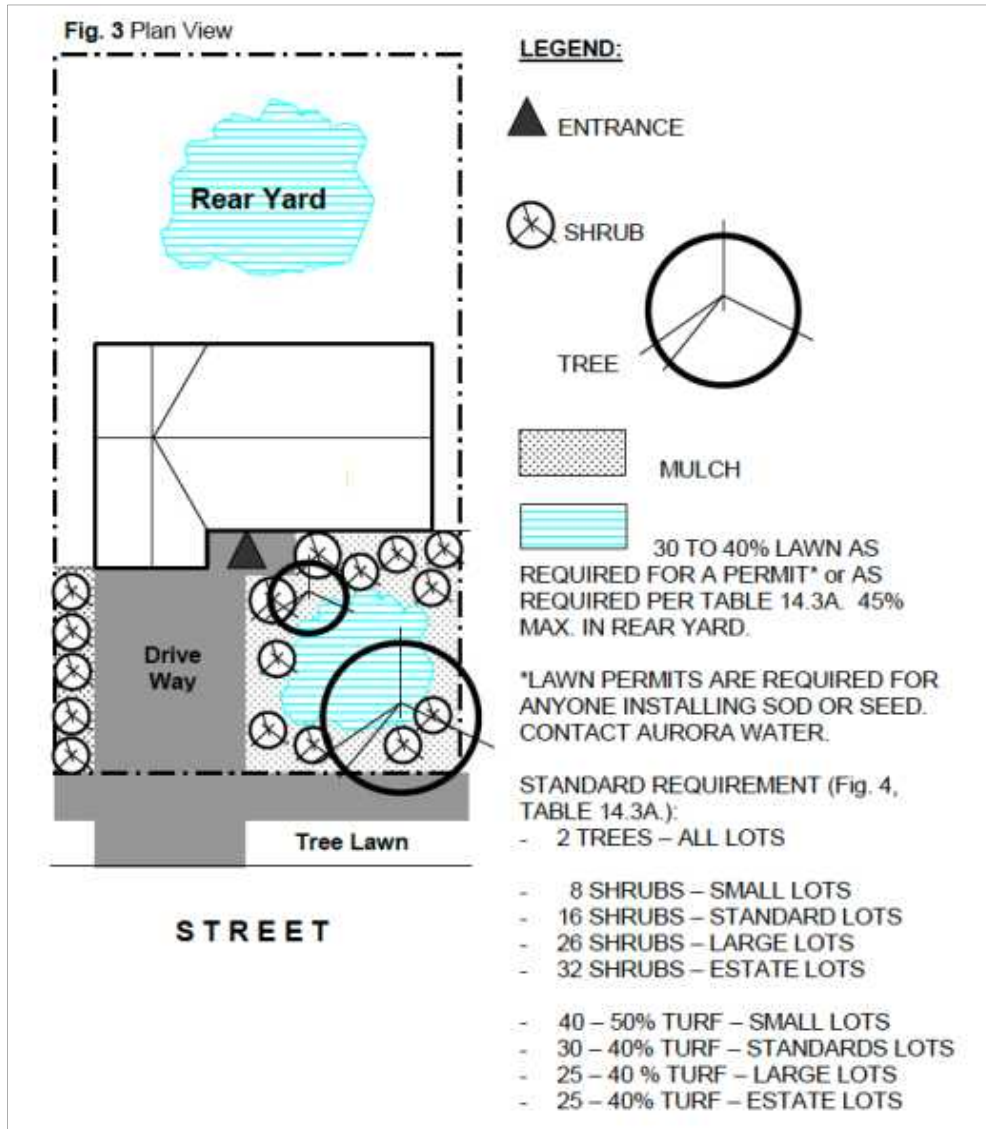 Fig. 3 Plan View
Rear Yard
Drive
Way
Tree Lawn
STREET
LEGEND:
ENTRANCE
SHRUB
TREE
MULCH
30 TO 40% LAWN AS
REQUIRED FOR A PERMIT* or AS
REQUIRED PER TABLE 14.3A. 45%
MAX. IN REAR YARD.
*LAWN PERMITS ARE REQUIRED FOR
ANYONE INSTALLING SOD OR SEED.
CONTACT AURORA WATER.
STANDARD REQUIREMENT (Fig. 4,
TABLE 14.3A.):
- 2 TREES – ALL LOTS
- 8 SHRUBS – SMALL LOTS
- 16 SHRUBS – STANDARD LOTS
- 26 SHRUBS – LARGE LOTS
- 32 SHRUBS – ESTATE LOTS
- 40 – 50% TURF – SMALL LOTS
- 30 – 40% TURF – STANDARDS LOTS
- 25 – 40 % TURF – LARGE LOTS
- 25 – 40% TURF – ESTATE LOTS